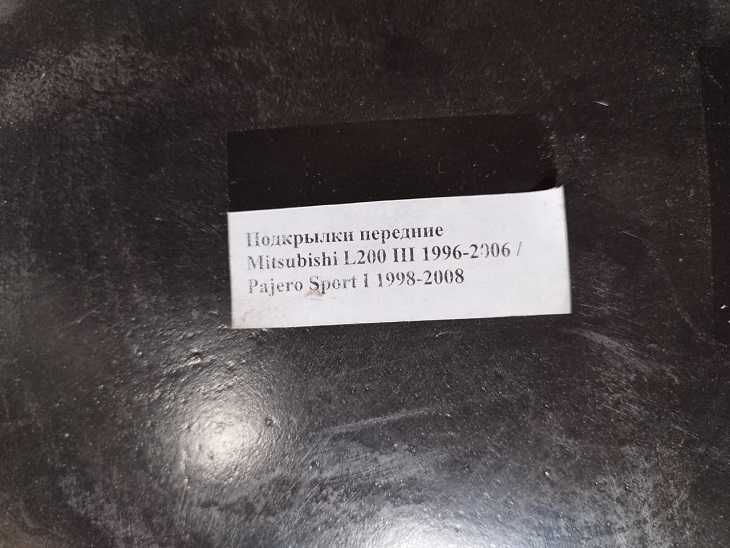 Подкрылки передние
Mitsubishi L200 III 1996-2006 /
Pajero Sport I 1998-2008